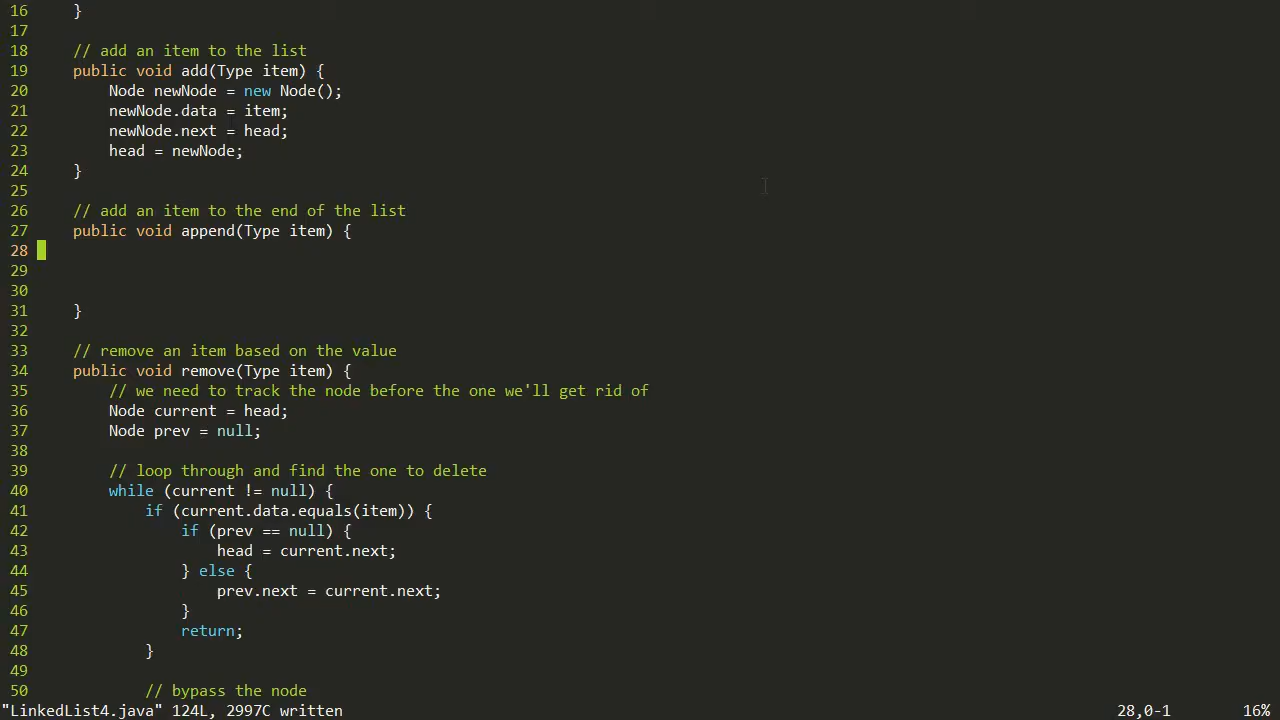 16     }
17
18     // add an item to the list
19     public void add(Type item) {
20         Node newNode = new Node();
21         newNode.data = item;
22         newNode.next = head;
23         head = newNode;
24     }
25
26     // add an item to the end of the list
27     public void append(Type item) {
28
29
30
31     }
32
33     // remove an item based on the value
34     public void remove(Type item) {
35         // we need to track the node before the one we'll get rid of
36         Node current = head;
37         Node prev = null;
38
39         // loop through and find the one to delete
40         while (current != null) {
41             if (current.data.equals(item)) {
42                 if (prev == null) {
43                     head = current.next;
44                 } else {
45                     prev.next = current.next;
46                 }
47                 return;
48             }
49
50             // bypass the node
"LinkedList4.java" 124L, 2997C written 28,0-1 16%